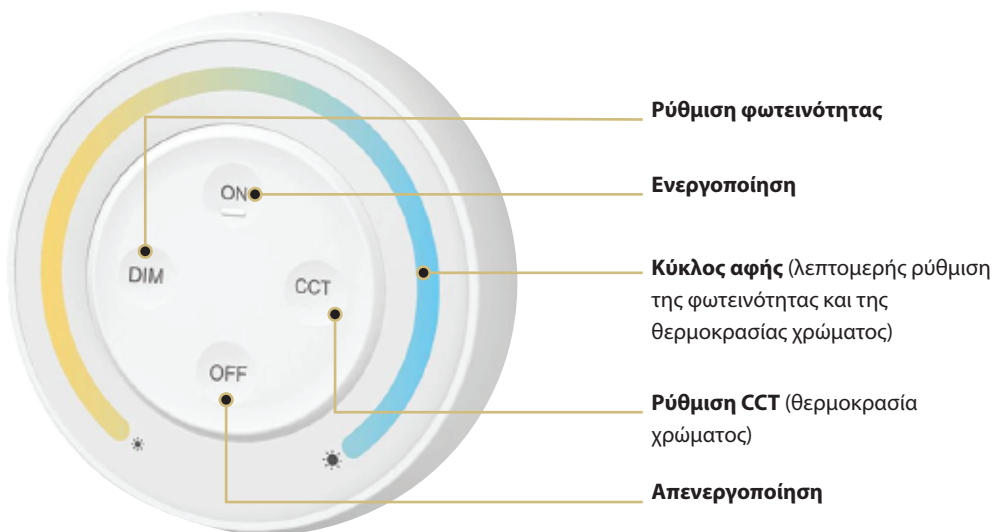 Ρύθμιση φωτεινότητας
ON
Ενεργοποίηση
DIM
CCT
Κύκλος αφής (λεπτομερής ρύθμιση
της φωτεινότητας και της
θερμοκρασίας χρώματος)
OFF
Ρύθμιση CCT (θερμοκρασία
χρώματος)
Απενεργοποίηση